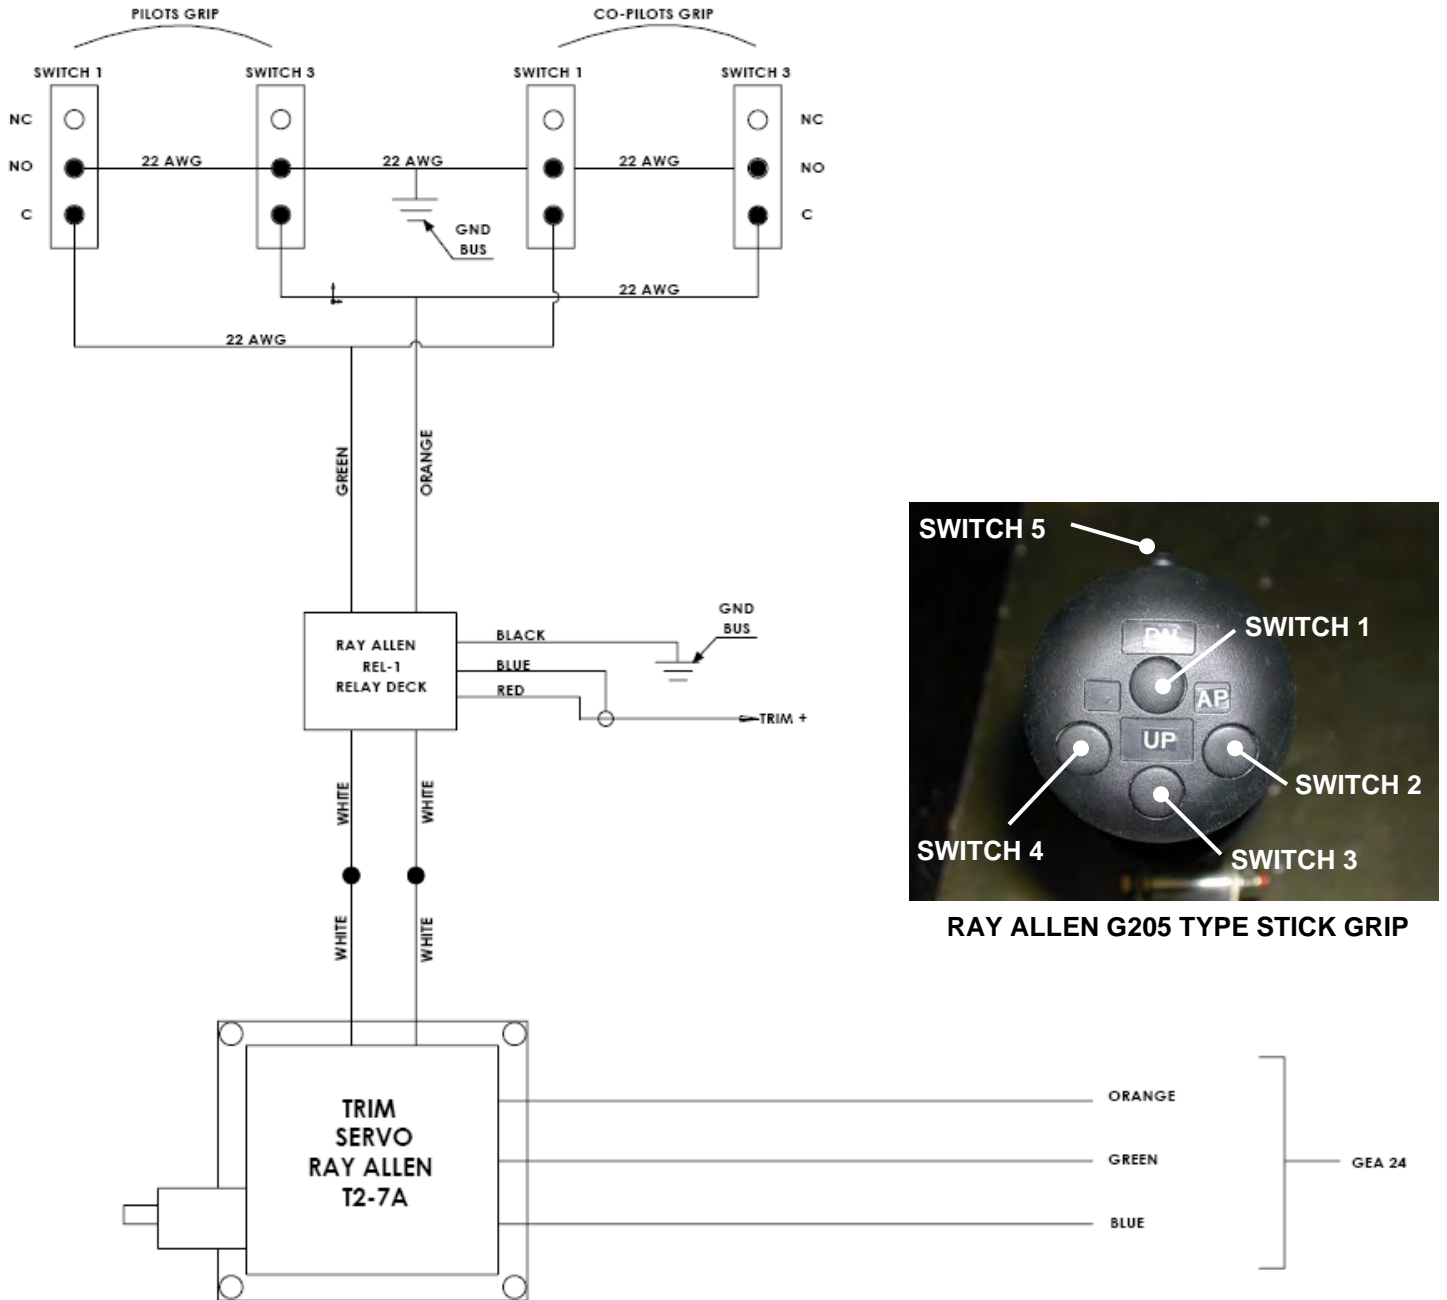 PILOTS GRIP
CO-PILOTS GRIP
SWITCH 1
SWITCH 3
SWITCH 1
SWITCH 3
NC
NC
NO
22 AWG
22 AWG
22 AWG
NO
C
C
GND
BUS
22 AWG
22 AWG
GREEN
ORANGE
RAY ALLEN
REL-1
RELAY DECK
BLACK
BLUE
RED
GND
BUS
TRIM +
WHITE
WHITE
WHITE
WHITE
SWITCH 5
SWITCH 1
AP
UP
SWITCH 2
SWITCH 4
SWITCH 3
RAY ALLEN G205 TYPE STICK GRIP
TRIM
SERVO
RAY ALLEN
T2-7A
ORANGE
GREEN
BLUE
GEA 24